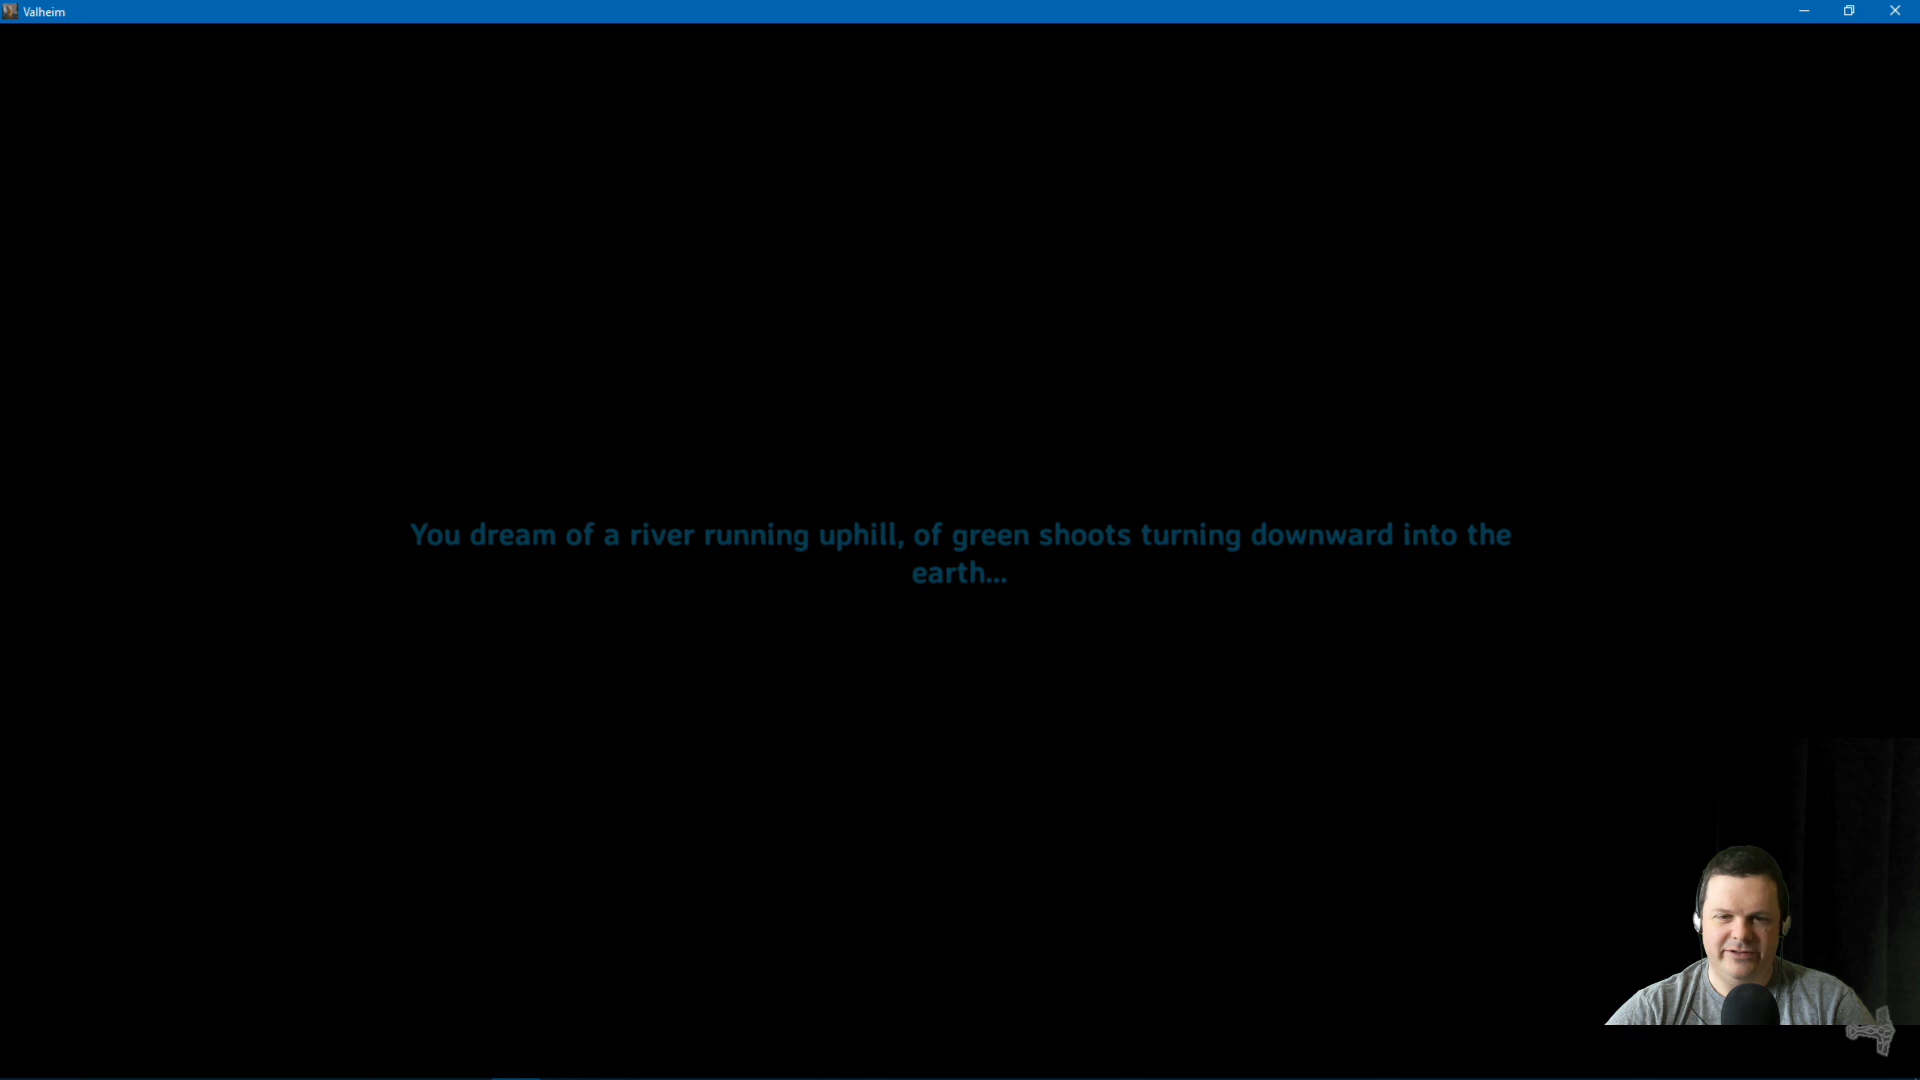 Valheim
You dream of a river running uphill, of green shoots turning downward into the
earth...